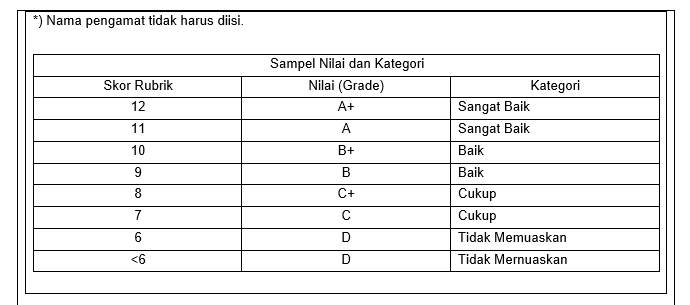 *) Nama pengamat tidak harus diisi.
Sampel Nilai dan Kategori
Skor Rubrik Nilai (Grade) Kategori
12 A+ Sangat Baik
11 A Sangat Baik
10 B+ Baik
9 B Baik
8 C+ Cukup
7 C Cukup
6 D Tidak Memuaskan
<6 D Tidak Mernuaskan